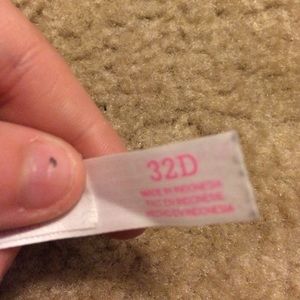 32D
MADE IN INDONESIA
FAIT EN INDONESIE
HECHO EN INDONESIA